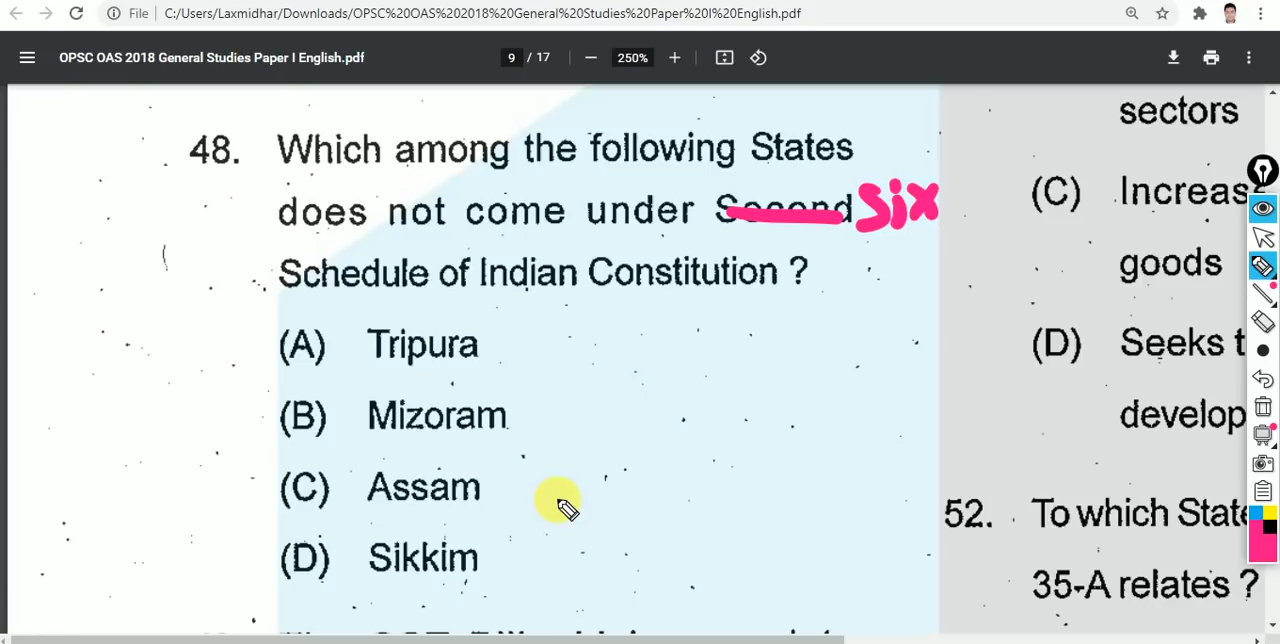 File C:/Users/Laxmidhar/Downloads/OPSC%20OAS%202018%20General%20Studies%20Paper%20I%20English.pdf
OPSC OAS 2018 General Studies Paper I English.pdf 9 / 17 − 250% +
48. Which among the following States
does not come under Second Six
Schedule of Indian Constitution ?
(A) Tripura
(B) Mizoram
(C) Assam
(D) Sikkim
sectors
(C) Increas
goods
(D) Seeks t
develop
52. To which State
35-A relates ?